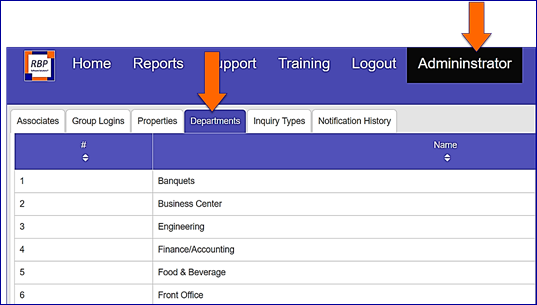 RBP Home Reports Support Training Logout Admininstrator
Associates Group Logins Properties Departments Inquiry Types Notification History
# Name
1 Banquets
2 Business Center
3 Engineering
4 Finance/Accounting
5 Food & Beverage
6 Front Office